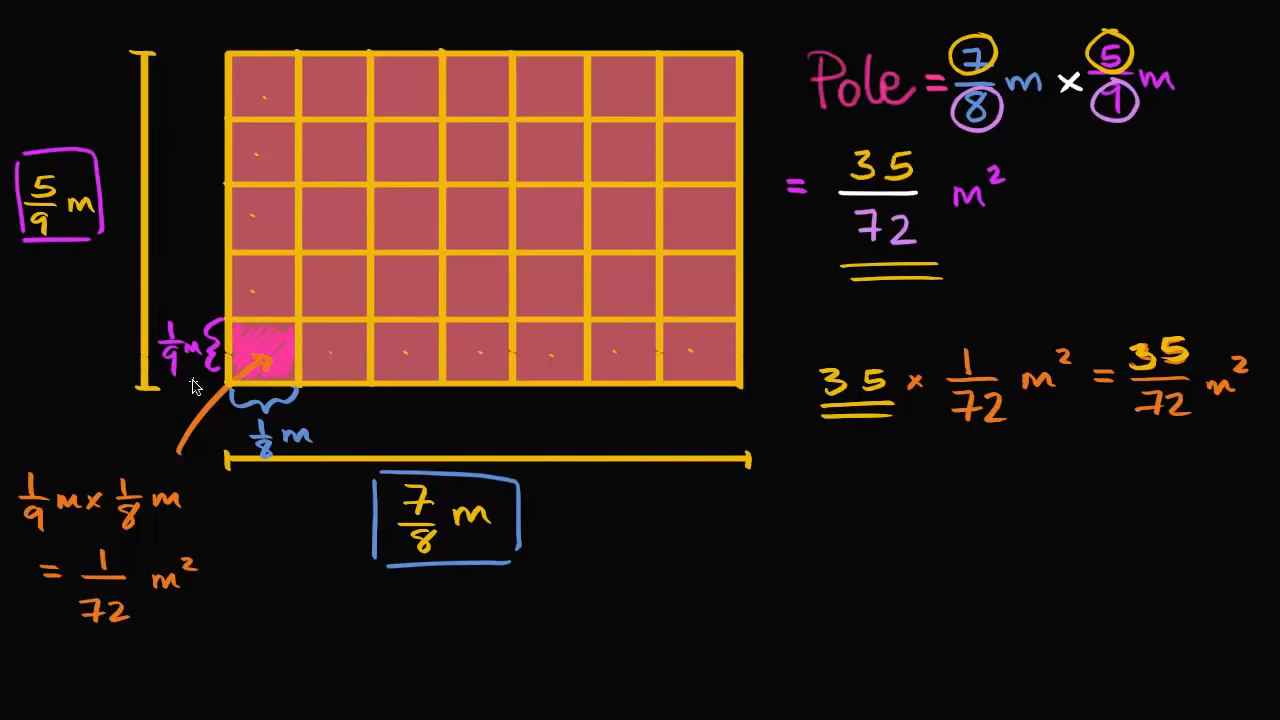 Pole = 7/8 m × 5/9 m
= 35/72 m²
5/9 m
1/9 m
1/8 m
35 × 1/72 m² = 35/72 m²
7/8 m
1/9 m × 1/8 m
= 1/72 m²